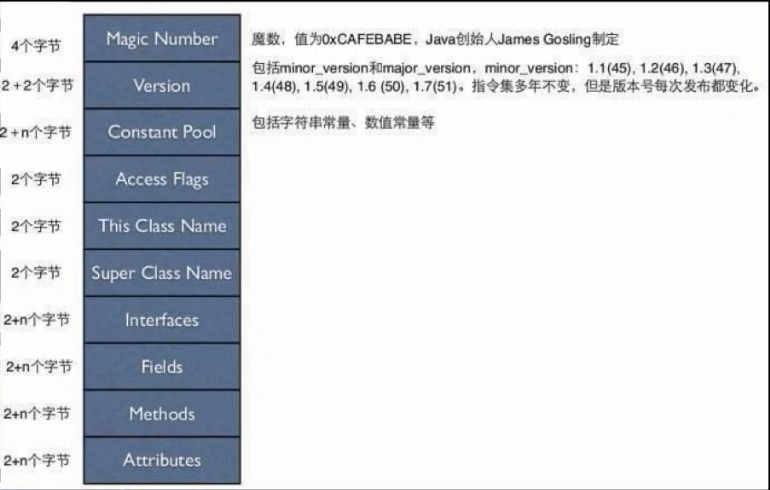 4个字节 Magic Number 魔数，值为0xCAFEBABE，Java创始人James Gosling制定
2+2个字节 Version 包括minor_version和major_version，minor_version：1.1(45), 1.2(46), 1.3(47),
1.4(48), 1.5(49), 1.6 (50), 1.7(51)。指令集多年不变，但是版本号每次发布都变化。
2+n个字节 Constant Pool 包括字符串常量、数值常量等
2个字节 Access Flags
2个字节 This Class Name
2个字节 Super Class Name
2+n个字节 Interfaces
2+n个字节 Fields
2+n个字节 Methods
2+n个字节 Attributes